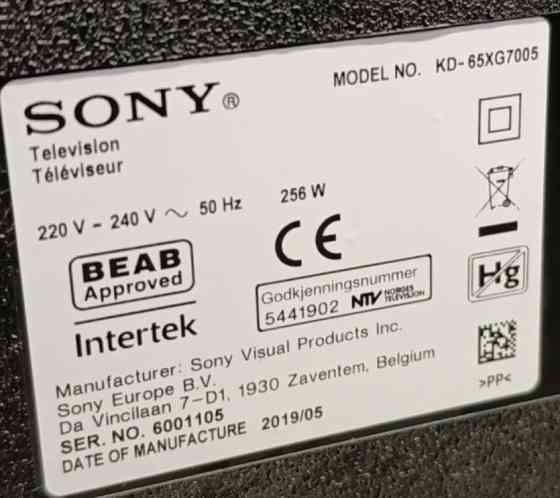 SONY®
MODEL NO. KD-65XG7005
Television
Téléviseur
220 V - 240 V ~ 50 Hz 256 W
BEAB
Approved
Intertek
CE
Godkjenningsnummer
5441902 NTV NORGES TELEVISION
Hg
Manufacturer: Sony Visual Products Inc.
Sony Europe B.V.
Da Vincilaan 7-D1, 1930 Zaventem, Belgium
SER. NO. 6001105
DATE OF MANUFACTURE 2019/05
>PP<